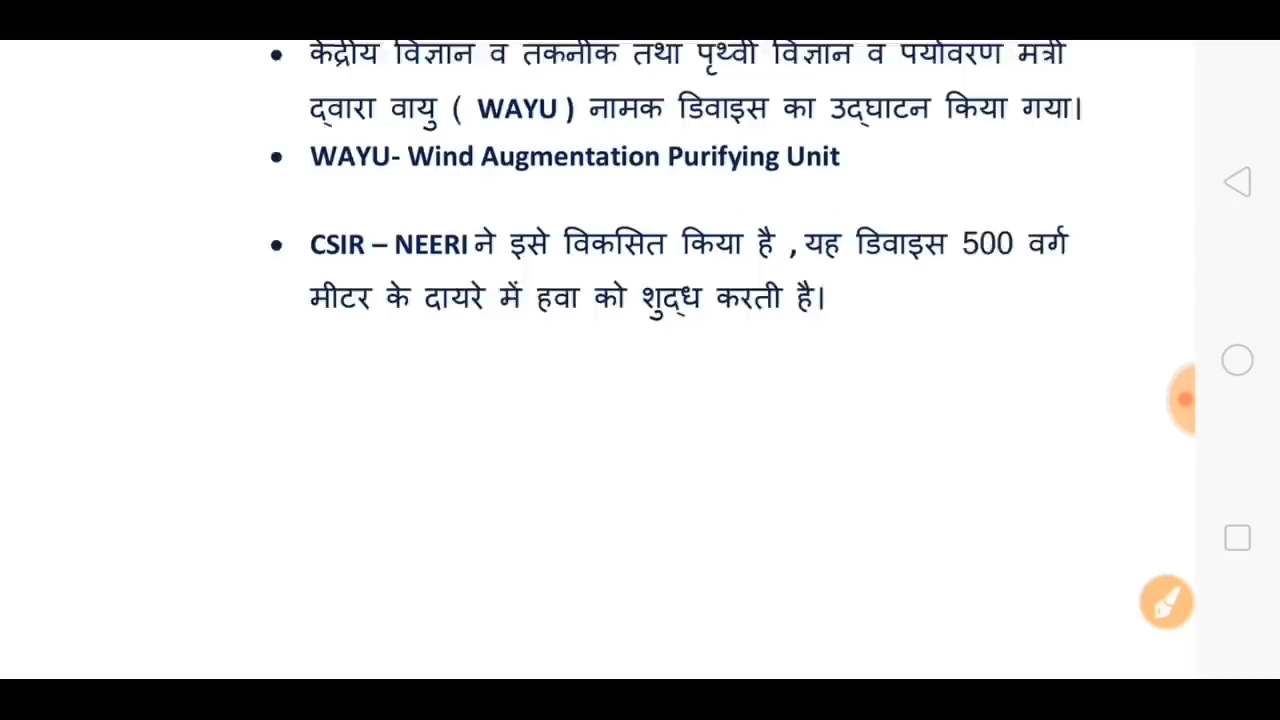 केंद्रीय विज्ञान व तकनीक तथा पृथ्वी विज्ञान व पर्यावरण मंत्री
द्वारा वायु ( WAYU ) नामक डिवाइस का उद्घाटन किया गया।
WAYU- Wind Augmentation Purifying Unit
CSIR – NEERI ने इसे विकसित किया है , यह डिवाइस 500 वर्ग
मीटर के दायरे में हवा को शुद्ध करती है।